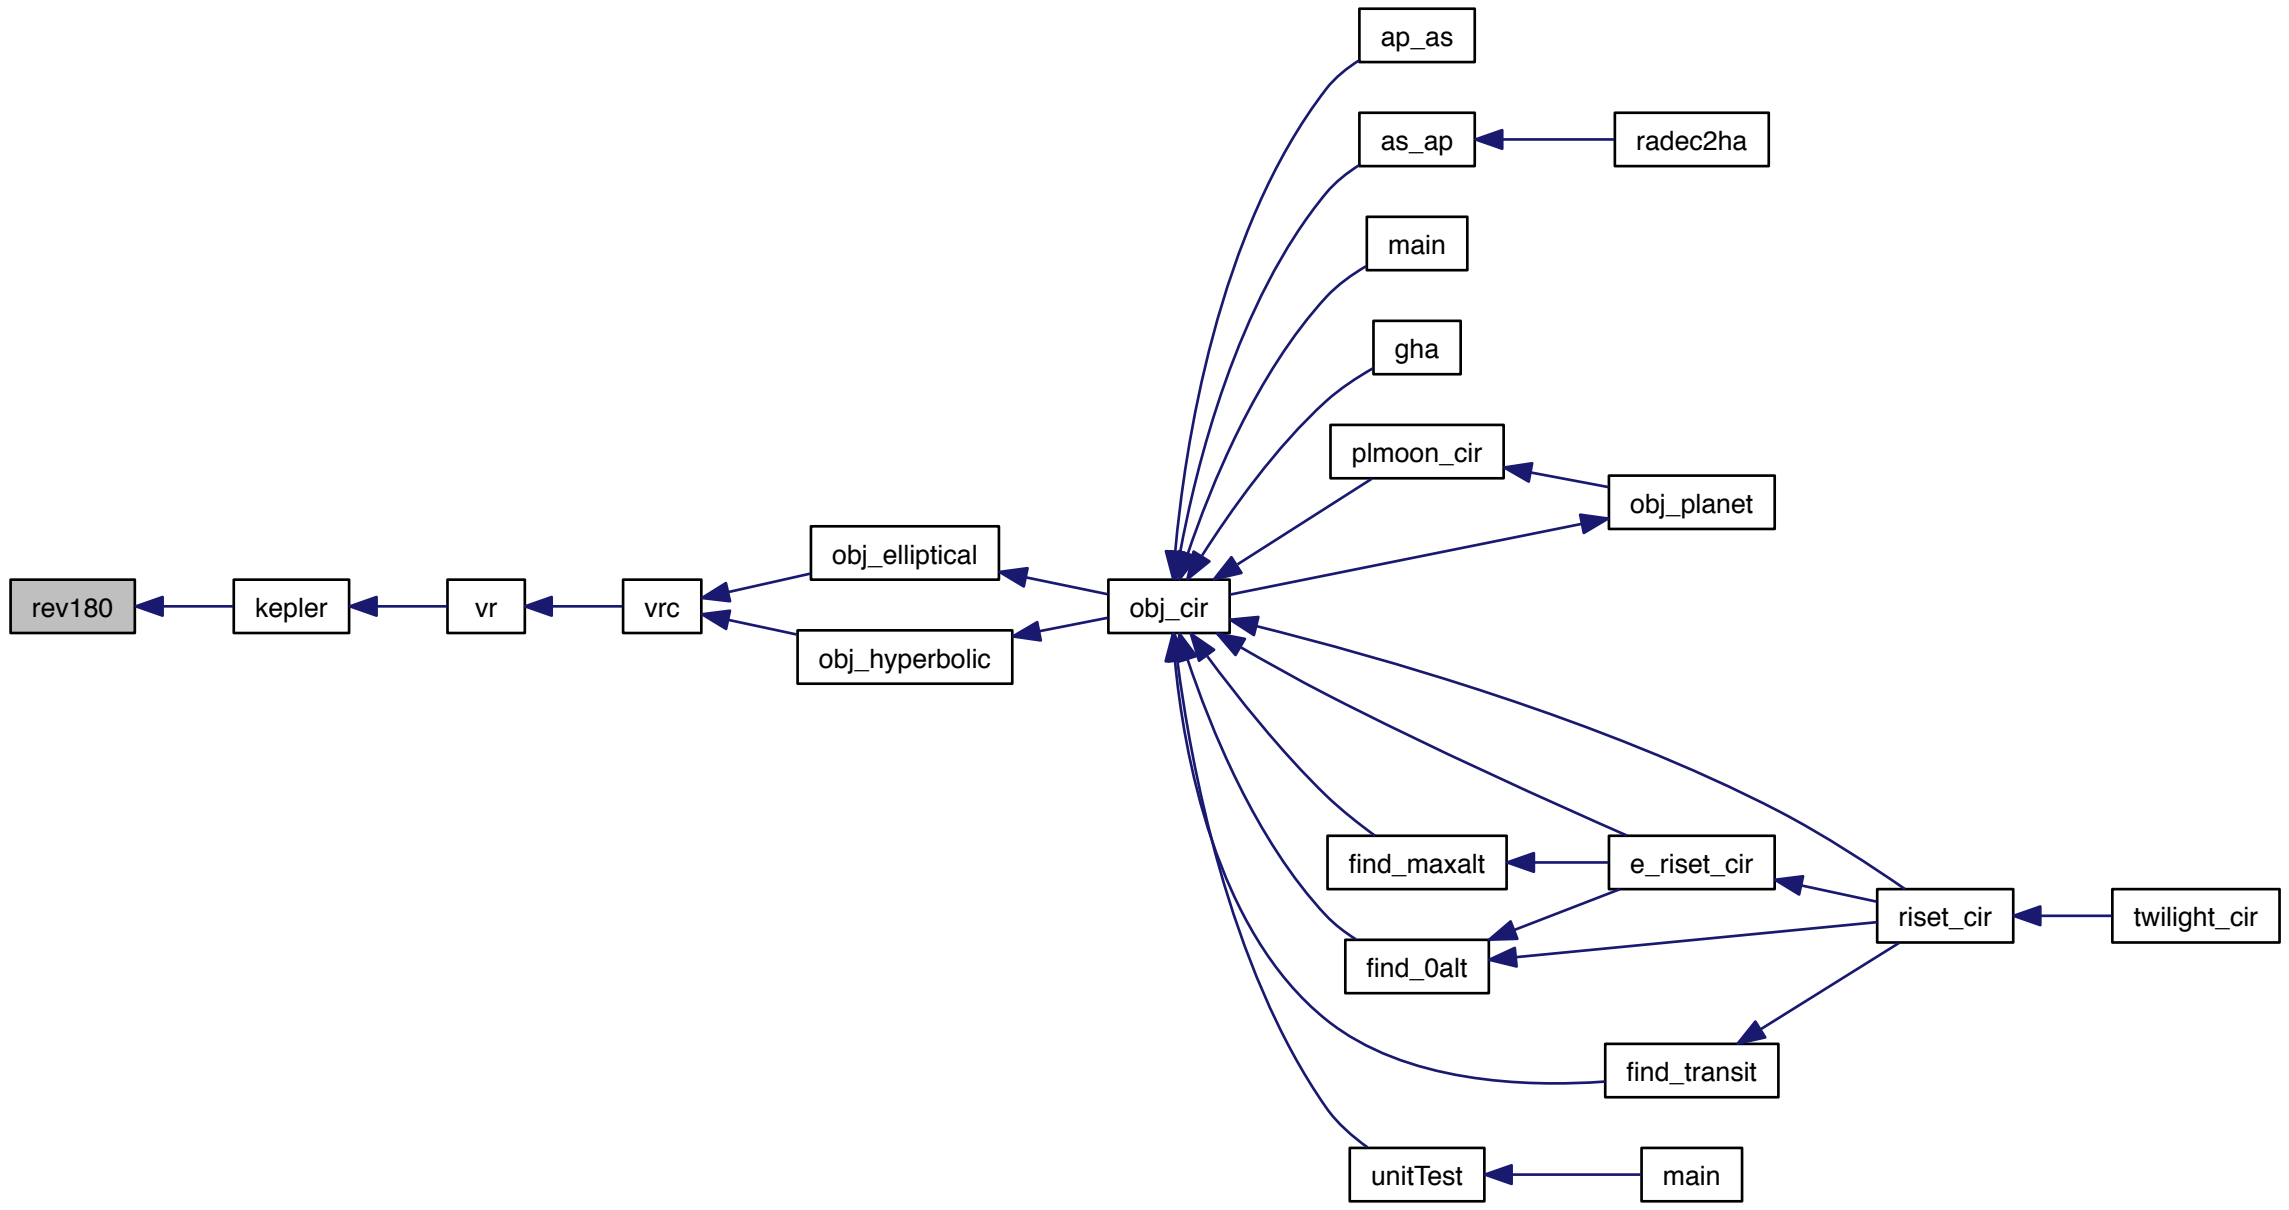 ap_as
as_ap
radec2ha
main
gha
plmoon_cir
obj_planet
obj_elliptical
rev180
kepler
vr
vrc
obj_cir
obj_hyperbolic
find_maxalt
e_riset_cir
riset_cir
twilight_cir
find_0alt
find_transit
unitTest
main